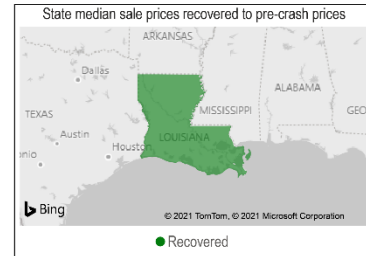 State median sale prices recovered to pre-crash prices
ARKANSAS
Dallas
MISSISSIPPI
ALABAMA
TEXAS
GEO
LOUISIANA
Austin
Houston
nio
Bing
© 2021 TomTom, © 2021 Microsoft Corporation
Recovered